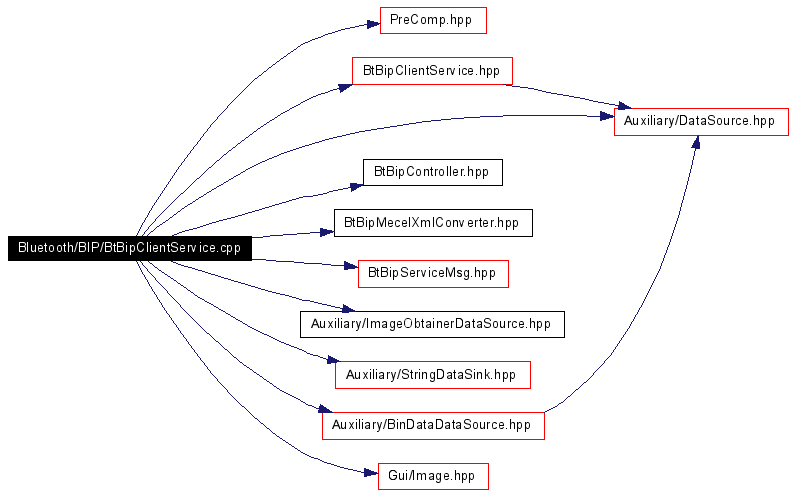 PreComp.hpp
BtBipClientService.hpp
Auxiliary/DataSource.hpp
BtBipController.hpp
BtBipMecelXmlConverter.hpp
Bluetooth/BIP/BtBipClientService.cpp
BtBipServiceMsg.hpp
Auxiliary/ImageObtainerDataSource.hpp
Auxiliary/StringDataSink.hpp
Auxiliary/BinDataDataSource.hpp
Gui/Image.hpp